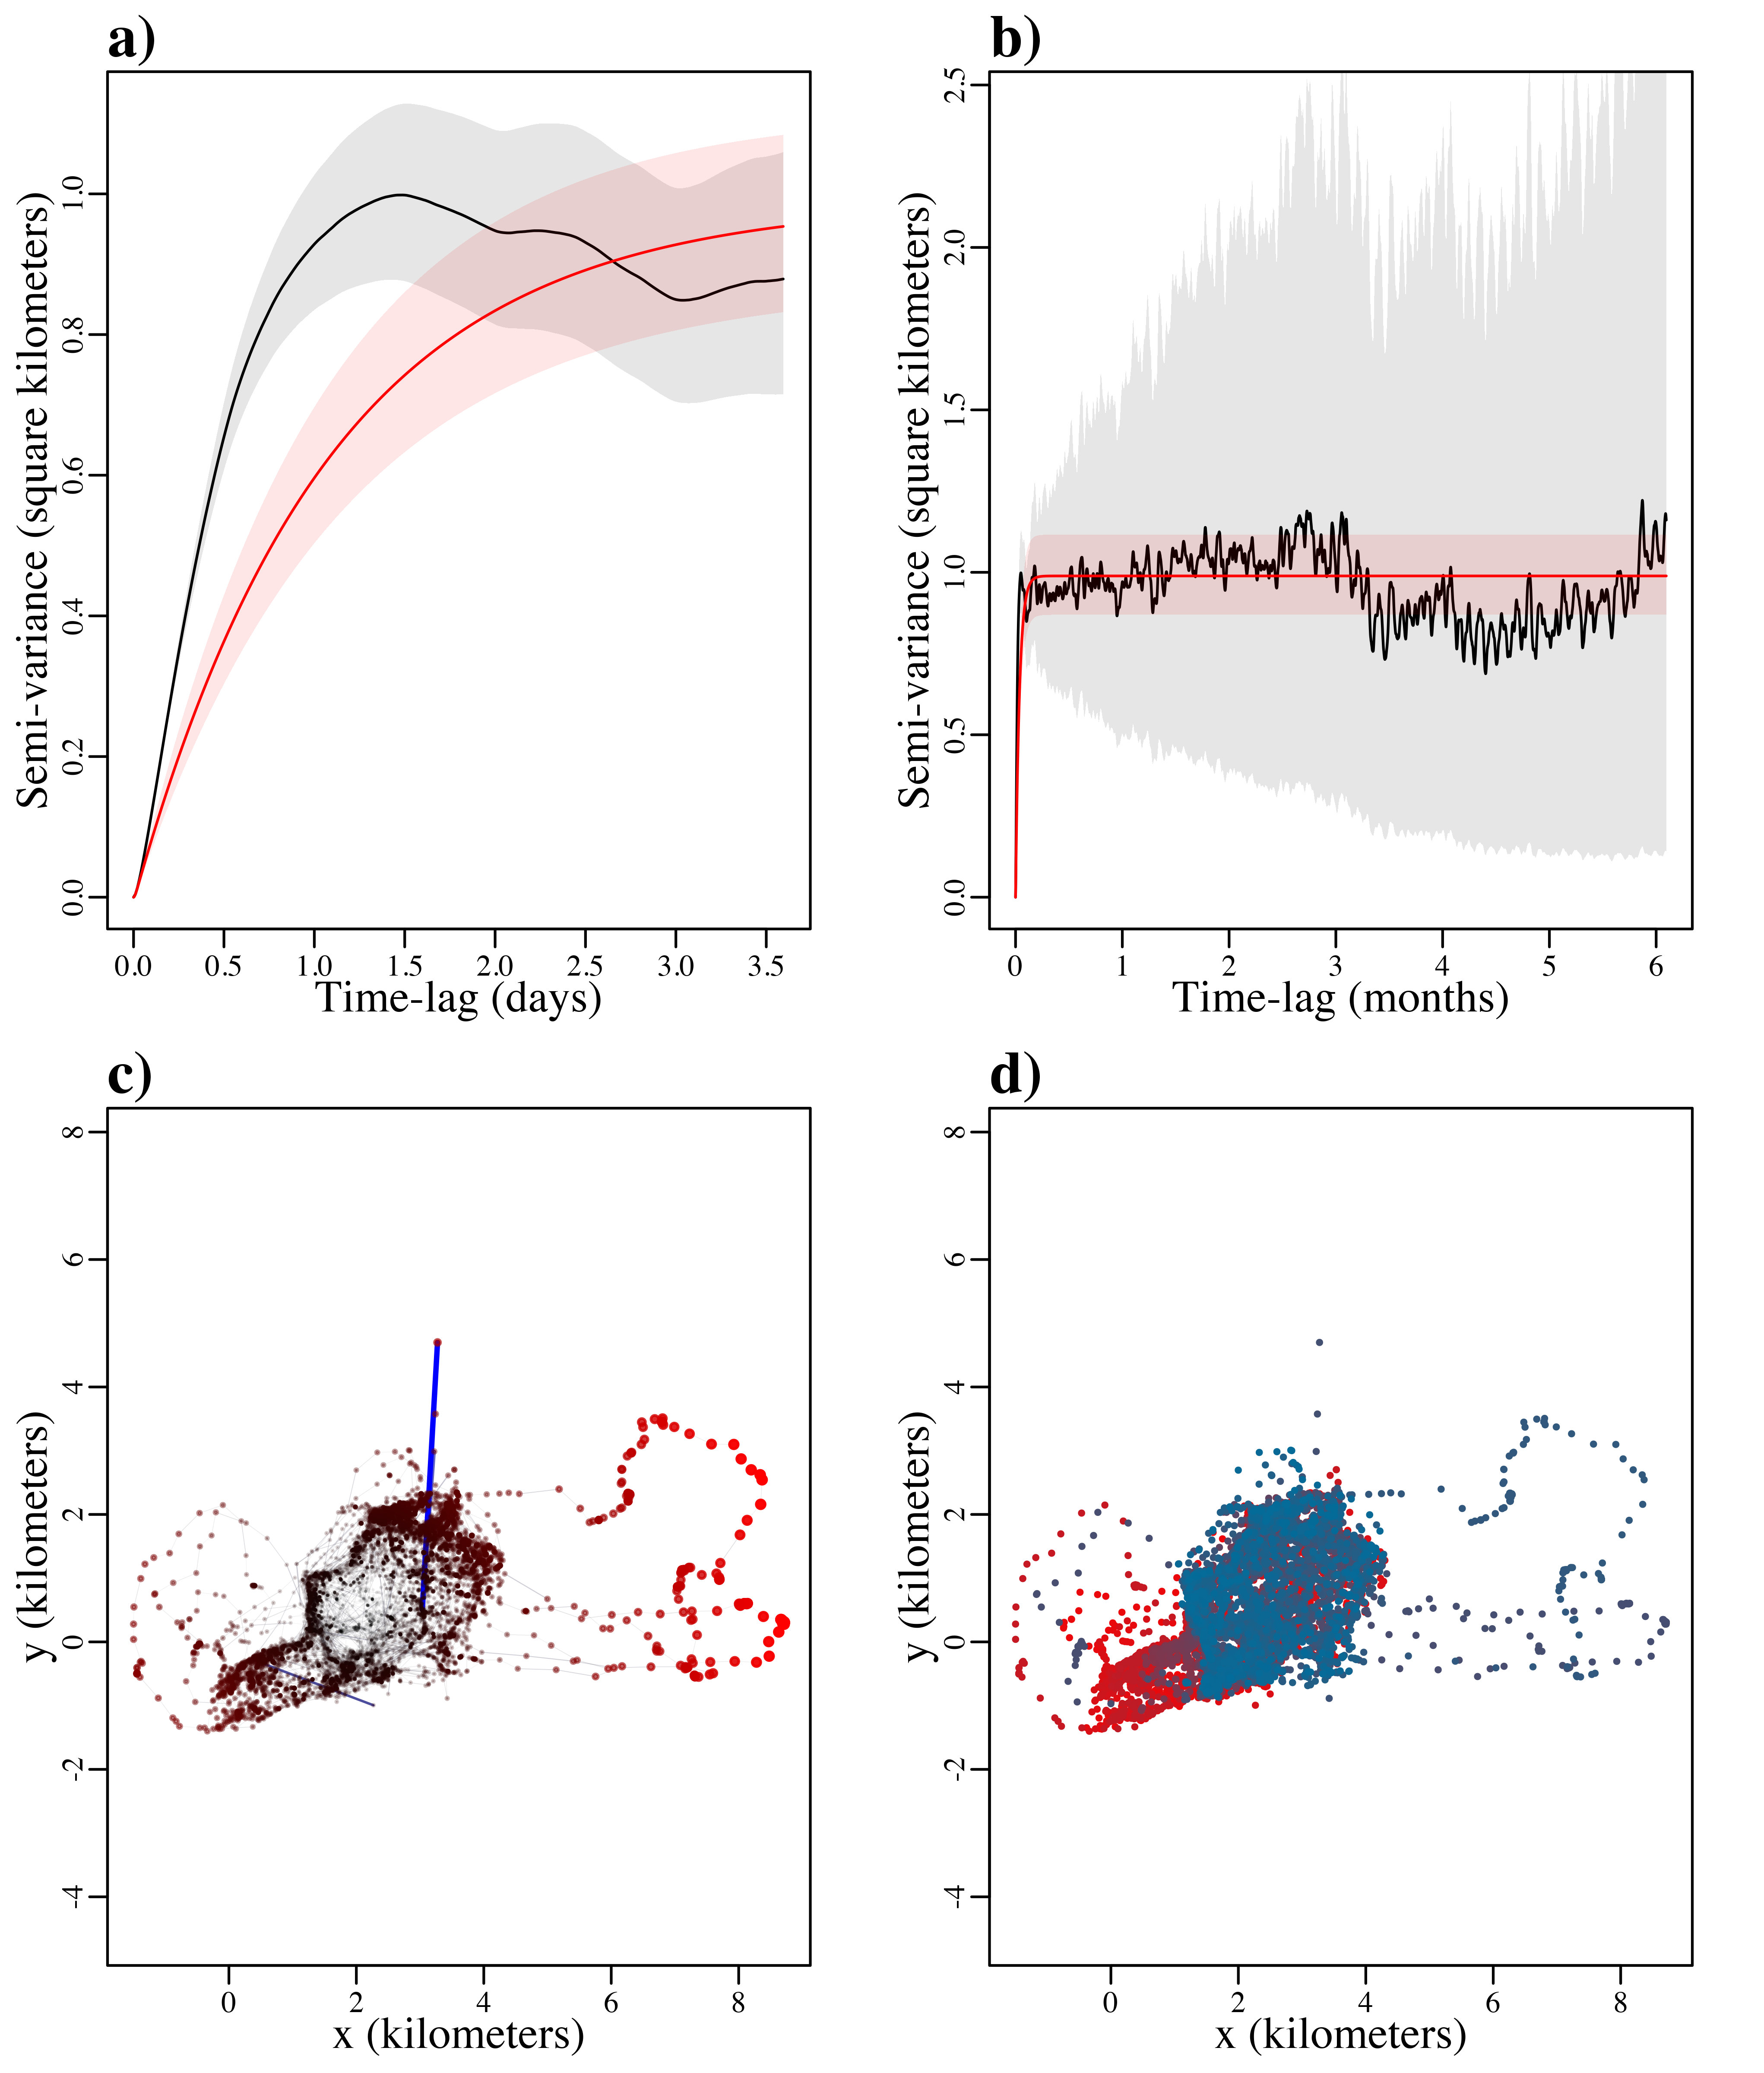 a)
Semi-variance (square kilometers)
1.0
0.8
0.6
0.4
0.2
0.0
0.0 0.5 1.0 1.5 2.0 2.5 3.0 3.5
Time-lag (days)
b)
Semi-variance (square kilometers)
2.5
2.0
1.5
1.0
0.5
0.0
0 1 2 3 4 5 6
Time-lag (months)
c)
y (kilometers)
8
6
4
2
0
-2
-4
0 2 4 6 8
x (kilometers)
d)
y (kilometers)
8
6
4
2
0
-2
-4
0 2 4 6 8
x (kilometers)